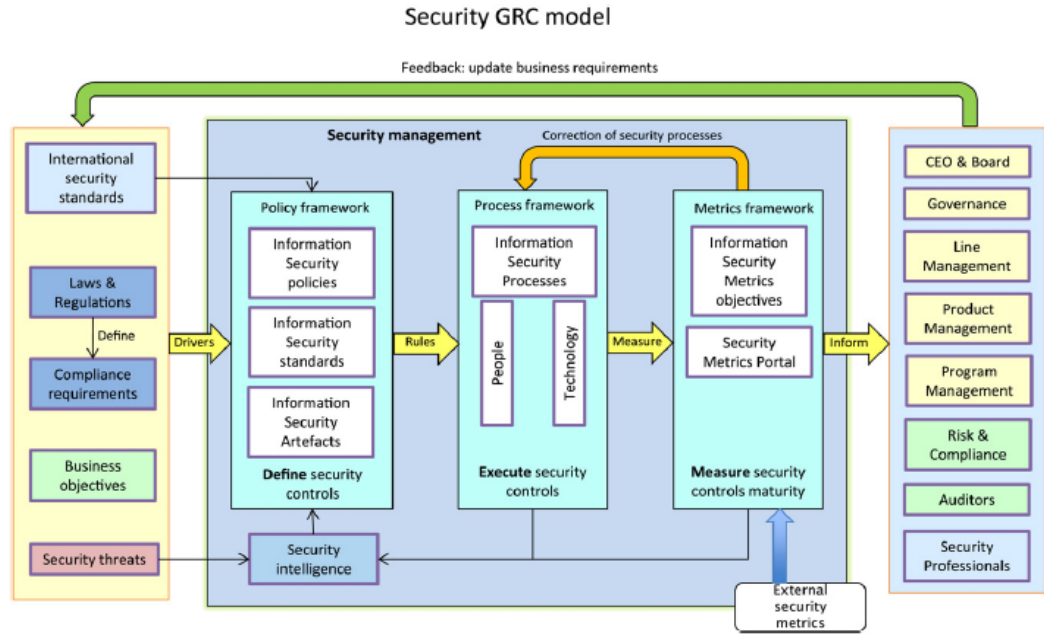 Security GRC model
Feedback: update business requirements
International
security
standards
Laws &
Regulations
Define
Compliance
requirements
Business
objectives
Security threats
Drivers
Security management
Correction of security processes
Policy framework
Information
Security
policies
Information
Security
standards
Information
Security
Artefacts
Define security
controls
Security
intelligence
Rules
Process framework
Information
Security
Processes
People
Technology
Execute security
controls
Measure
Metrics framework
Information
Security
Metrics
objectives
Security
Metrics Portal
Measure security
controls maturity
External
security
metrics
Inform
CEO & Board
Governance
Line
Management
Product
Management
Program
Management
Risk &
Compliance
Auditors
Security
Professionals